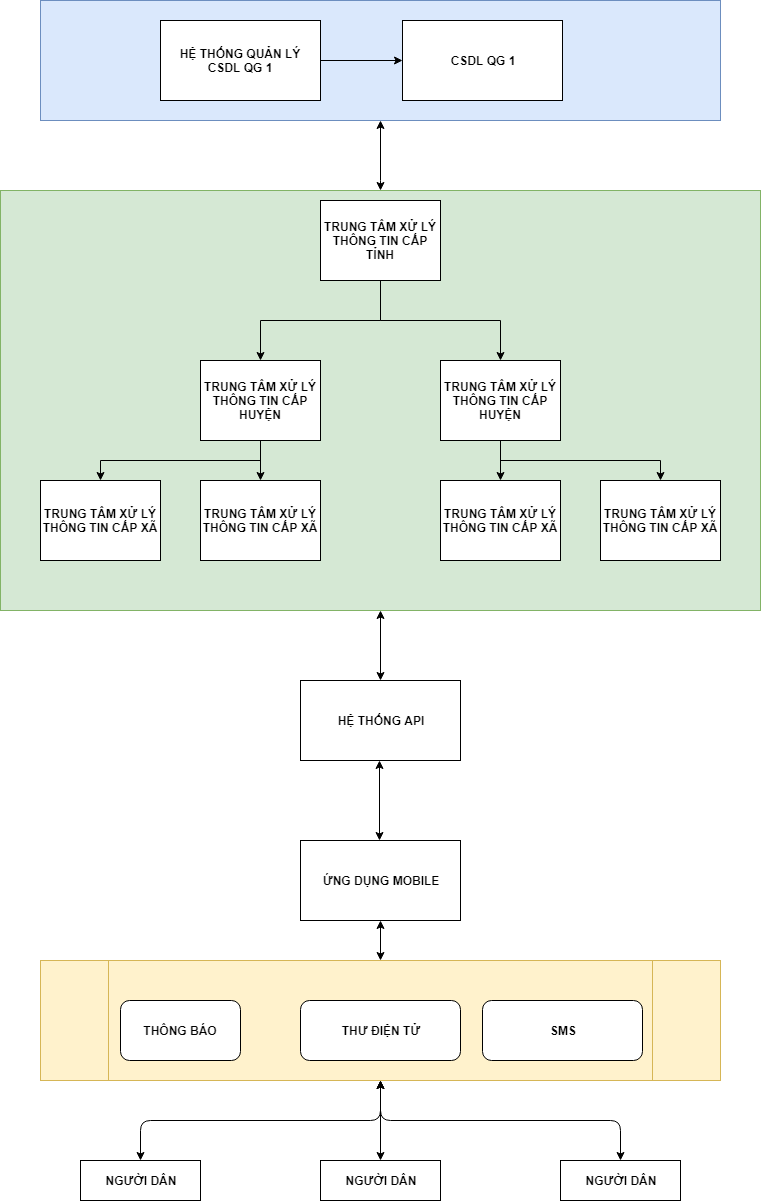 HỆ THỐNG QUẢN LÝ
CSDL QG 1
CSDL QG 1
TRUNG TÂM XỬ LÝ
THÔNG TIN CẤP
TỈNH
TRUNG TÂM XỬ LÝ
THÔNG TIN CẤP
HUYỆN
TRUNG TÂM XỬ LÝ
THÔNG TIN CẤP
HUYỆN
TRUNG TÂM XỬ LÝ
THÔNG TIN CẤP XÃ
TRUNG TÂM XỬ LÝ
THÔNG TIN CẤP XÃ
TRUNG TÂM XỬ LÝ
THÔNG TIN CẤP XÃ
TRUNG TÂM XỬ LÝ
THÔNG TIN CẤP XÃ
HỆ THỐNG API
ỨNG DỤNG MOBILE
THÔNG BÁO
THƯ ĐIỆN TỬ
SMS
NGƯỜI DÂN
NGƯỜI DÂN
NGƯỜI DÂN